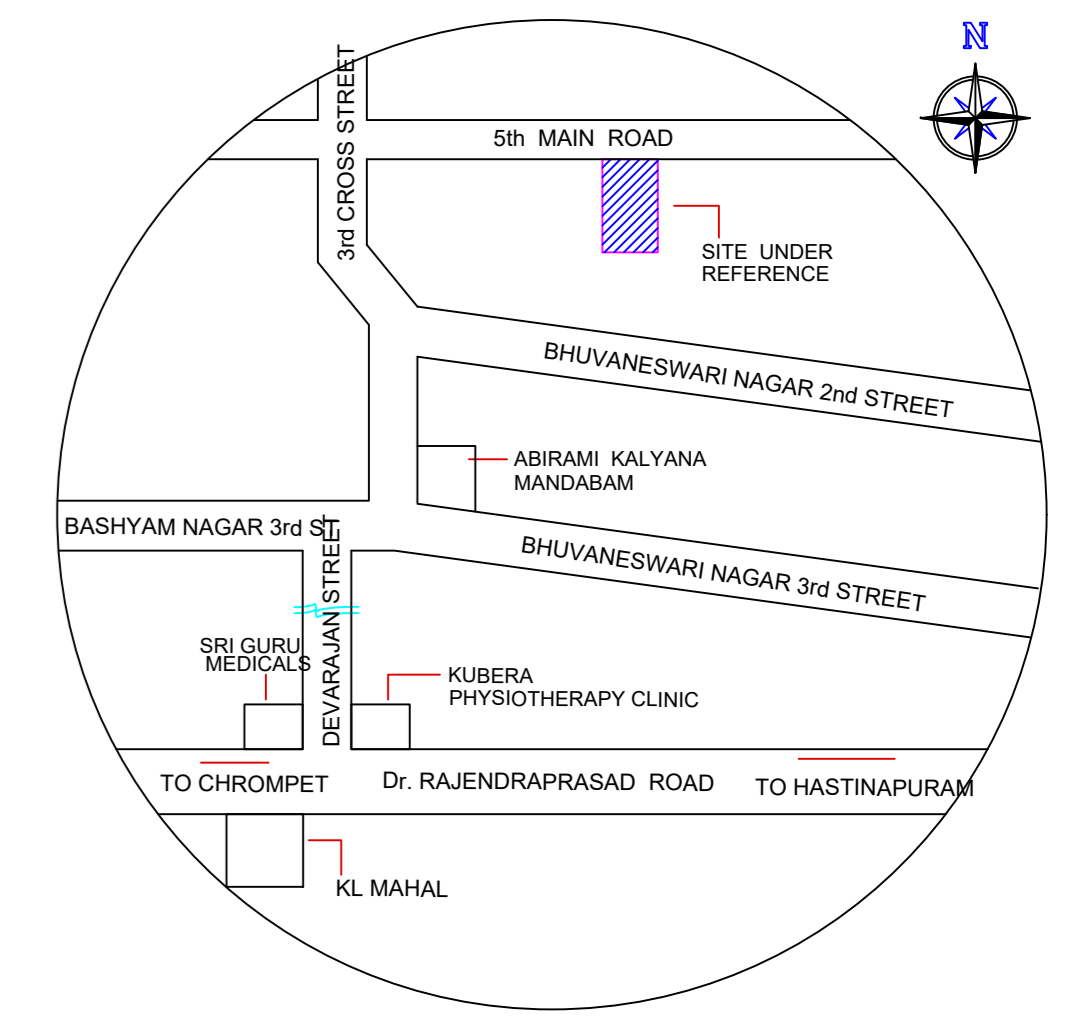 N
5th MAIN ROAD
3rd CROSS STREET
SITE UNDER
REFERENCE
BHUVANESWARI NAGAR 2nd STREET
ABIRAMI KALYANA
MANDABAM
BASHYAM NAGAR 3rd ST
BHUVANESWARI NAGAR 3rd STREET
DEVARAJAN STREET
SRI GURU
MEDICALS
KUBERA
PHYSIOTHERAPY CLINIC
TO CHROMPET
Dr. RAJENDRAPRASAD ROAD
TO HASTINAPURAM
KL MAHAL